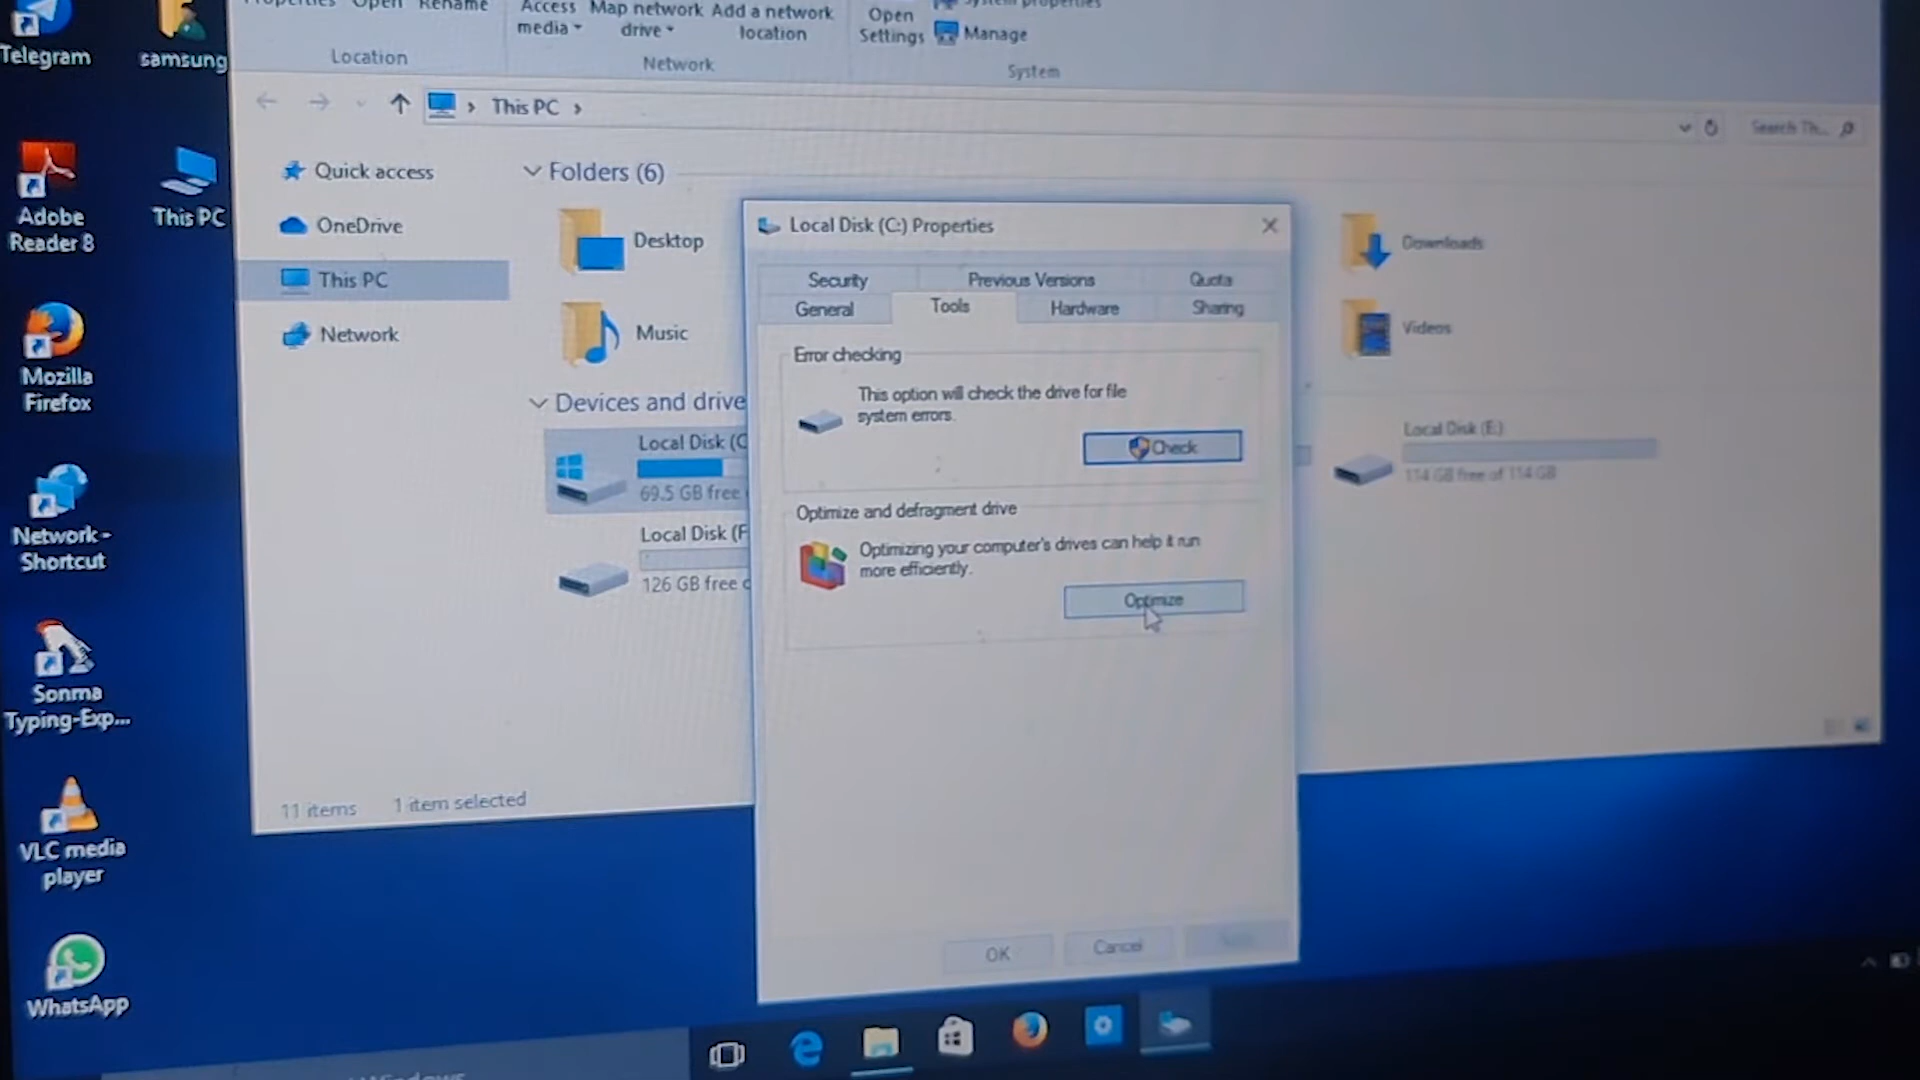 Properties Open Rename
Access
media
Map network
drive
Add a network
location
Open
Settings
System properties
Manage
Location
Network
System
This PC
Search Th...
Telegram
samsung
Adobe
Reader 8
This PC
Mozilla
Firefox
Network -
Shortcut
Sonma
Typing-Exp...
VLC media
player
WhatsApp
Quick access
OneDrive
This PC
Network
Folders (6)
Desktop
Music
Downloads
Videos
Devices and drive
Local Disk (C
69.5 GB free
Local Disk (F
126 GB free
Local Disk (E:)
114 GB free of 114 GB
Local Disk (C:) Properties
Security
Previous Versions
Quota
General
Tools
Hardware
Sharing
Error checking
This option will check the drive for file
system errors.
Check
Optimize and defragment drive
Optimizing your computer's drives can help it run
more efficiently.
Optimize
OK
Cancel
11 items
1 item selected